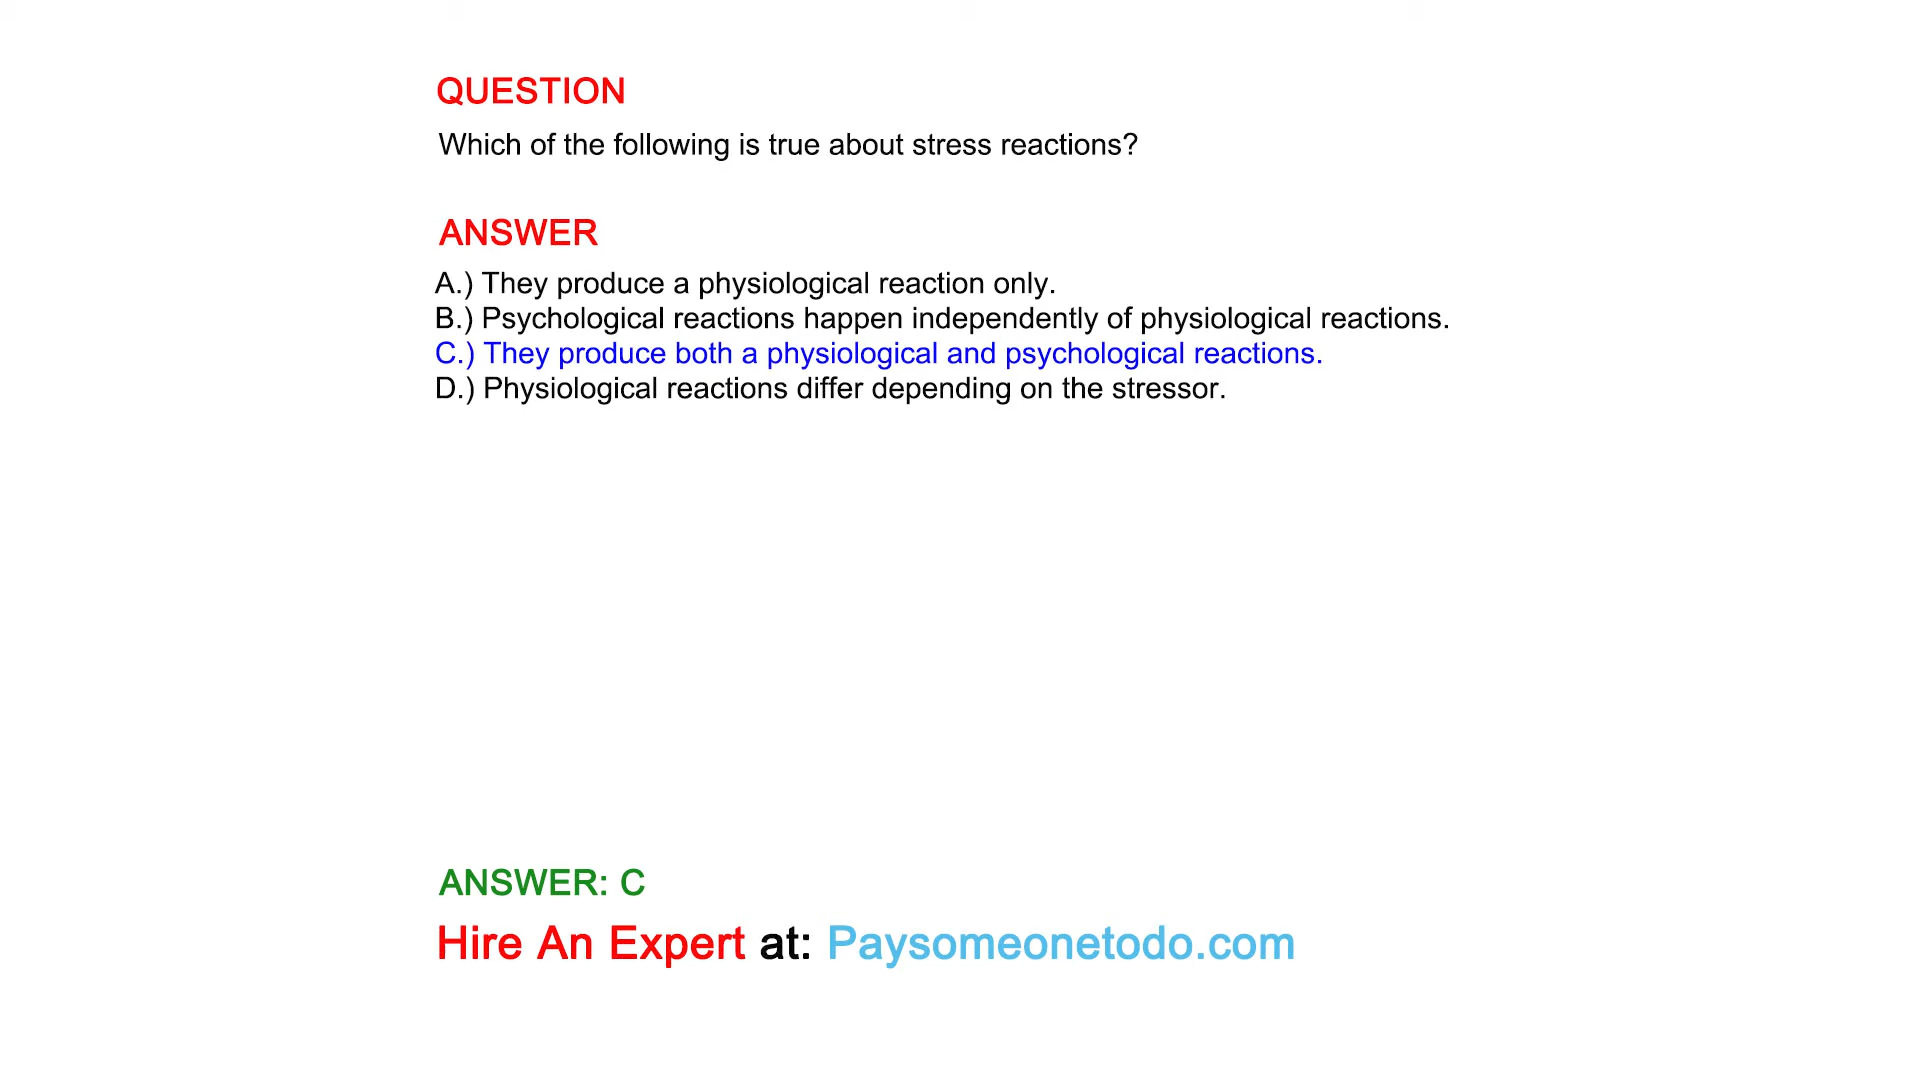 QUESTION
Which of the following is true about stress reactions?
ANSWER
A.) They produce a physiological reaction only.
B.) Psychological reactions happen independently of physiological reactions.
C.) They produce both a physiological and psychological reactions.
D.) Physiological reactions differ depending on the stressor.
ANSWER: C
Hire An Expert at: Paysomeonetodo.com